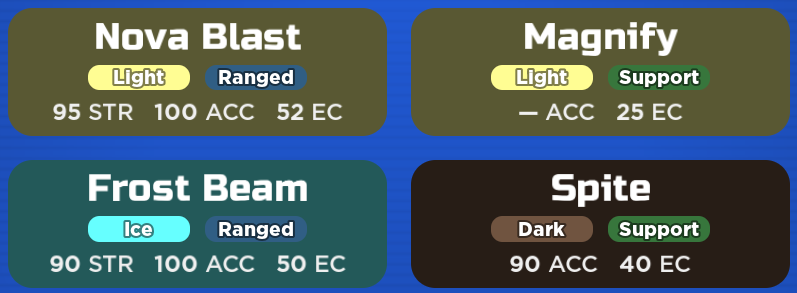 Nova Blast
Light Ranged
95 STR 100 ACC 52 EC
Magnify
Light Support
— ACC 25 EC
Frost Beam
Ice Ranged
90 STR 100 ACC 50 EC
Spite
Dark Support
90 ACC 40 EC